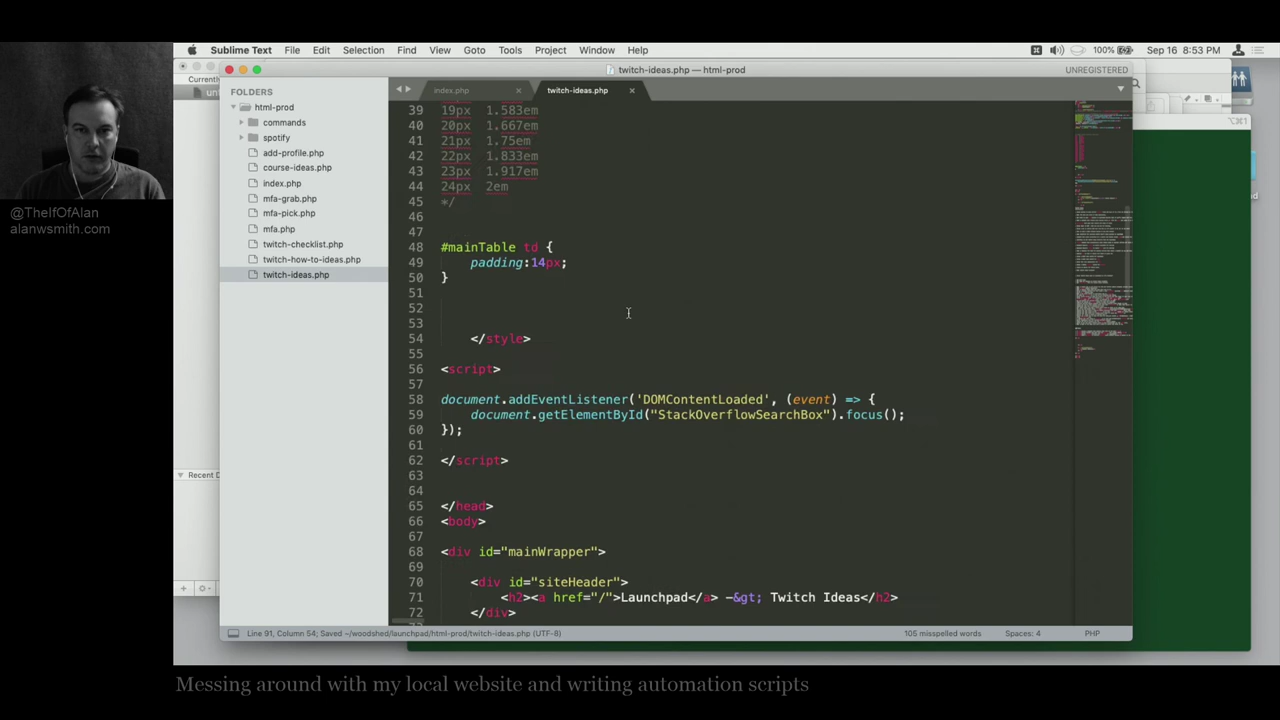 Sublime Text File Edit Selection Find View Goto Tools Project Window Help 100% Sep 16 8:53 PM
twitch-ideas.php — html-prod UNREGISTERED
Currently
FOLDERS
html-prod
commands
spotify
add-profile.php
course-ideas.php
index.php
mfa-grab.php
mfa-pick.php
mfa.php
twitch-checklist.php
twitch-how-to-ideas.php
twitch-ideas.php
index.php twitch-ideas.php
⌥⌘1
39 19px 1.583em
40 20px 1.667em
41 21px 1.75em
42 22px 1.833em
43 23px 1.917em
44 24px 2em
45 */
46
47
48 #mainTable td {
49 padding:14px;
50 }
51
52
53
54 </style>
55
56 <script>
57
58 document.addEventListener('DOMContentLoaded', (event) => {
59 document.getElementById("StackOverflowSearchBox").focus();
60 });
61
62 </script>
63
64
65 </head>
66 <body>
67
68 <div id="mainWrapper">
69
70 <div id="siteHeader">
71 <h2><a href="/">Launchpad</a> -&gt; Twitch Ideas</h2>
72 </div>
Recent D
Line 91, Column 54; Saved ~/woodshed/launchpad/html-prod/twitch-ideas.php (UTF-8) 105 misspelled words Spaces: 4 PHP
@TheIfOfAlan
alanwsmith.com
Messing around with my local website and writing automation scripts